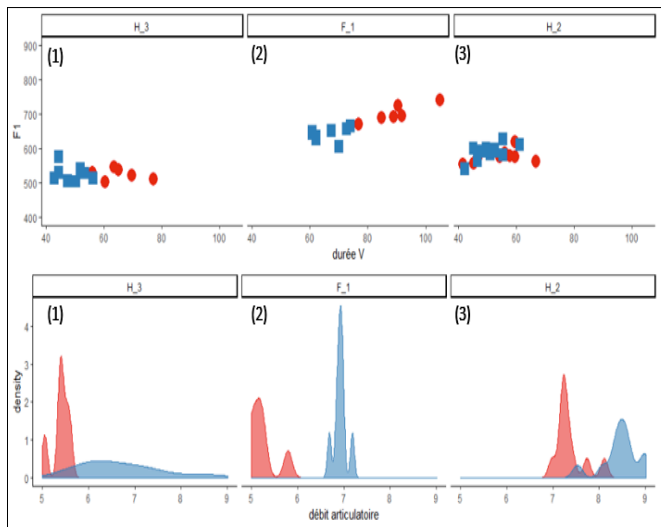 H_3 F_1 H_2
(1) (2) (3)
F1
900
800
700
600
500
400
40 60 80 100 40 60 80 100 40 60 80 100
durée V
H_3 F_1 H_2
(1) (2) (3)
density
4
3
2
1
0
5 6 7 8 9 5 6 7 8 9 5 6 7 8 9
débit articulatoire